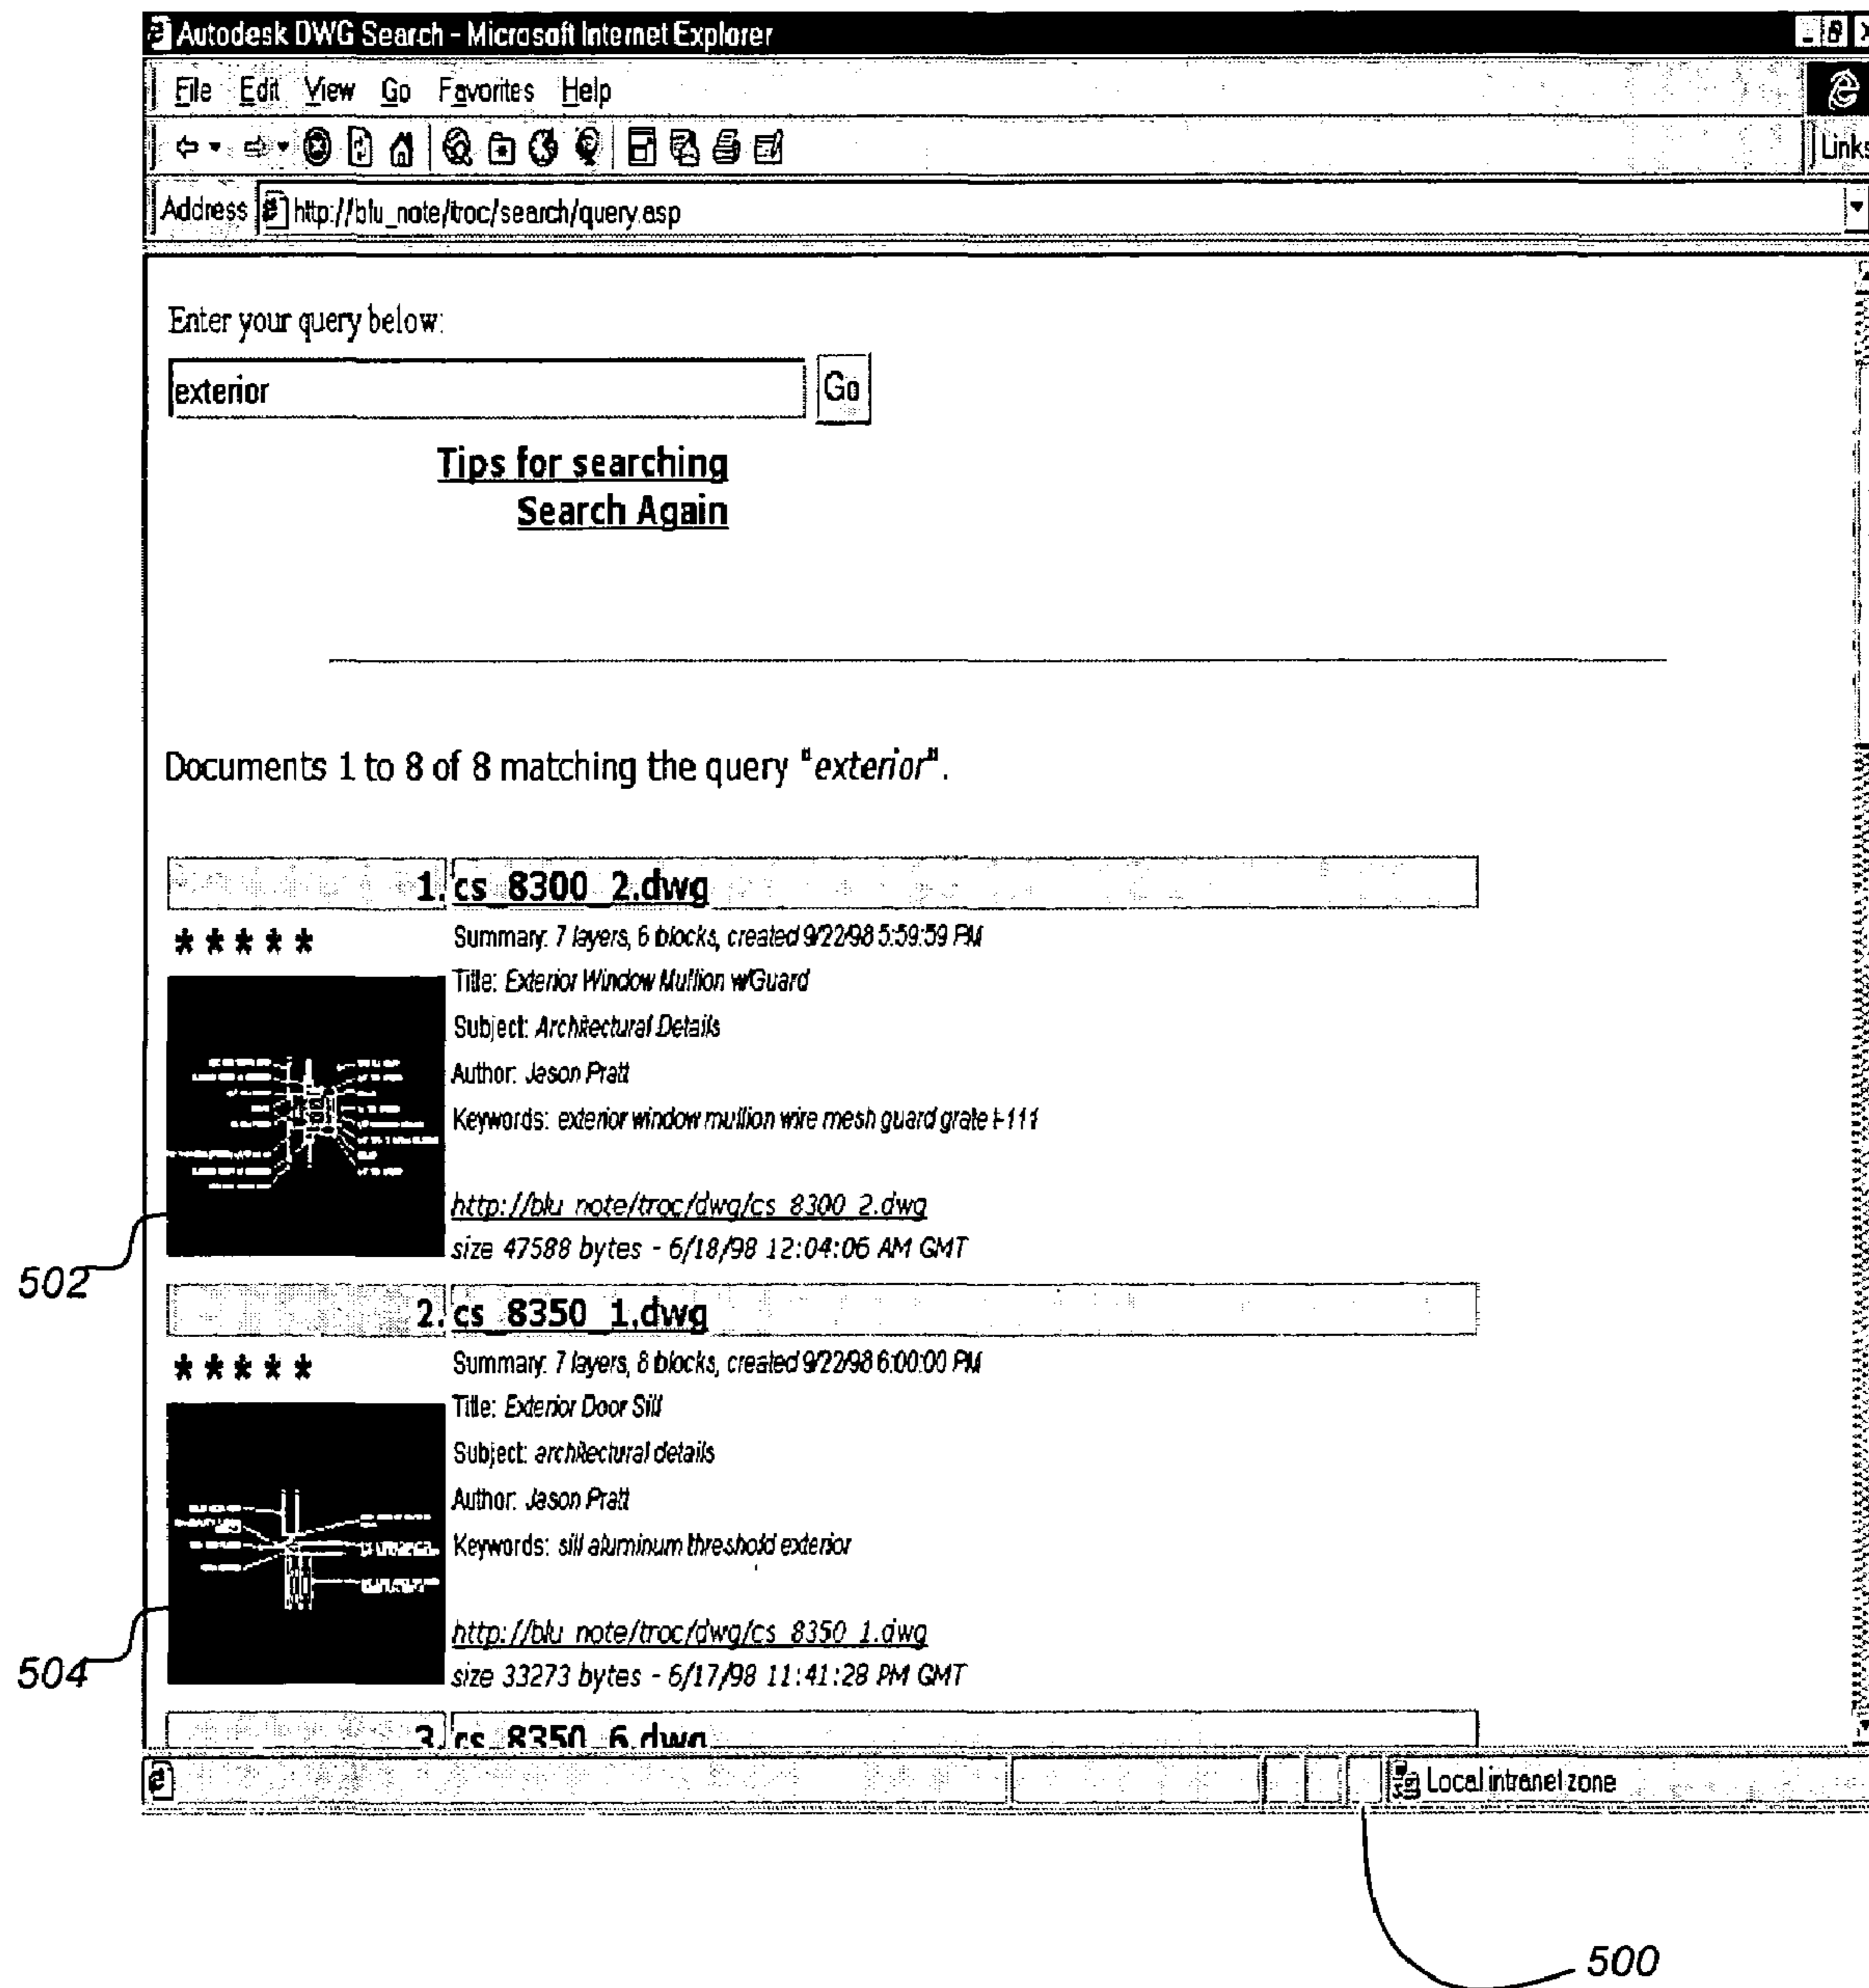 Autodesk DWG Search - Microsoft Internet Explorer
File Edit View Go Favorites Help
Links
Address http://blu_note/troc/search/query.asp
Enter your query below:
exterior Go
Tips for searching
Search Again
Documents 1 to 8 of 8 matching the query "exterior".
1. cs_8300_2.dwg
***** Summary: 7 layers, 6 blocks, created 9/22/98 5:59:59 PM
Title: Exterior Window Mullion w/Guard
Subject: Architectural Details
Author: Jason Pratt
Keywords: exterior window mullion wire mesh guard grate t-111
http://blu_note/troc/dwg/cs_8300_2.dwg
size 47588 bytes - 6/18/98 12:04:06 AM GMT
502
2. cs_8350_1.dwg
***** Summary: 7 layers, 8 blocks, created 9/22/98 6:00:00 PM
Title: Exterior Door Sill
Subject: architectural details
Author: Jason Pratt
Keywords: sill aluminum threshold exterior
http://blu_note/troc/dwg/cs_8350_1.dwg
size 33273 bytes - 6/17/98 11:41:28 PM GMT
504
3. cs_8350_6.dwg
Local intranet zone
500